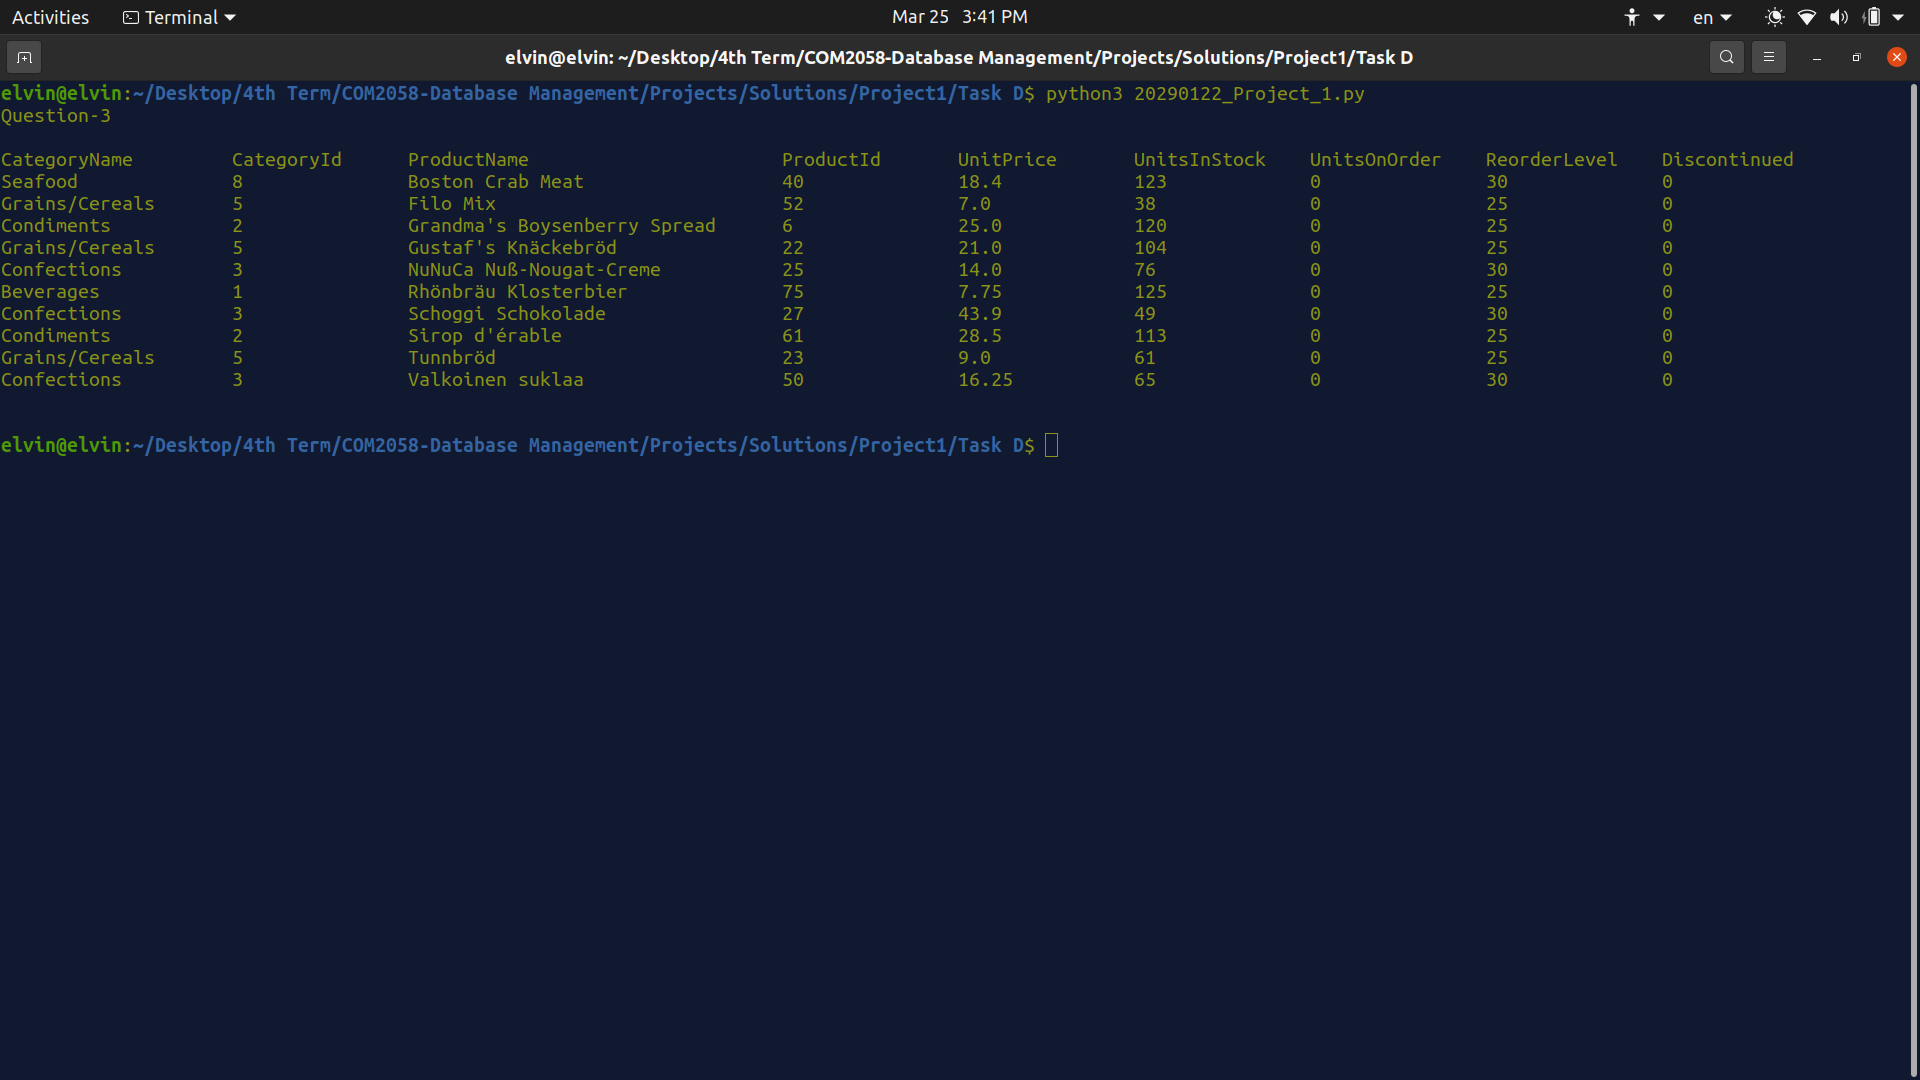 Activities Terminal Mar 25 3:41 PM en
elvin@elvin: ~/Desktop/4th Term/COM2058-Database Management/Projects/Solutions/Project1/Task D
elvin@elvin:~/Desktop/4th Term/COM2058-Database Management/Projects/Solutions/Project1/Task D$ python3 20290122_Project_1.py
Question-3
CategoryName CategoryId ProductName ProductId UnitPrice UnitsInStock UnitsOnOrder ReorderLevel Discontinued
Seafood 8 Boston Crab Meat 40 18.4 123 0 30 0
Grains/Cereals 5 Filo Mix 52 7.0 38 0 25 0
Condiments 2 Grandma's Boysenberry Spread 6 25.0 120 0 25 0
Grains/Cereals 5 Gustaf's Knäckebröd 22 21.0 104 0 25 0
Confections 3 NuNuCa Nuß-Nougat-Creme 25 14.0 76 0 30 0
Beverages 1 Rhönbräu Klosterbier 75 7.75 125 0 25 0
Confections 3 Schoggi Schokolade 27 43.9 49 0 30 0
Condiments 2 Sirop d'érable 61 28.5 113 0 25 0
Grains/Cereals 5 Tunnbröd 23 9.0 61 0 25 0
Confections 3 Valkoinen suklaa 50 16.25 65 0 30 0
elvin@elvin:~/Desktop/4th Term/COM2058-Database Management/Projects/Solutions/Project1/Task D$